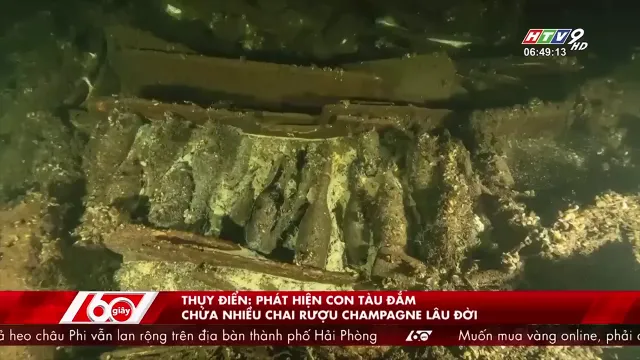 HTV9 HD
06:49:13
60 giây
THỤY ĐIỂN: PHÁT HIỆN CON TÀU ĐẮM
CHỨA NHIỀU CHAI RƯỢU CHAMPAGNE LÂU ĐỜI
ả heo châu Phi vẫn lan rộng trên địa bàn thành phố Hải Phòng 60 Muốn mua vàng online, phải c